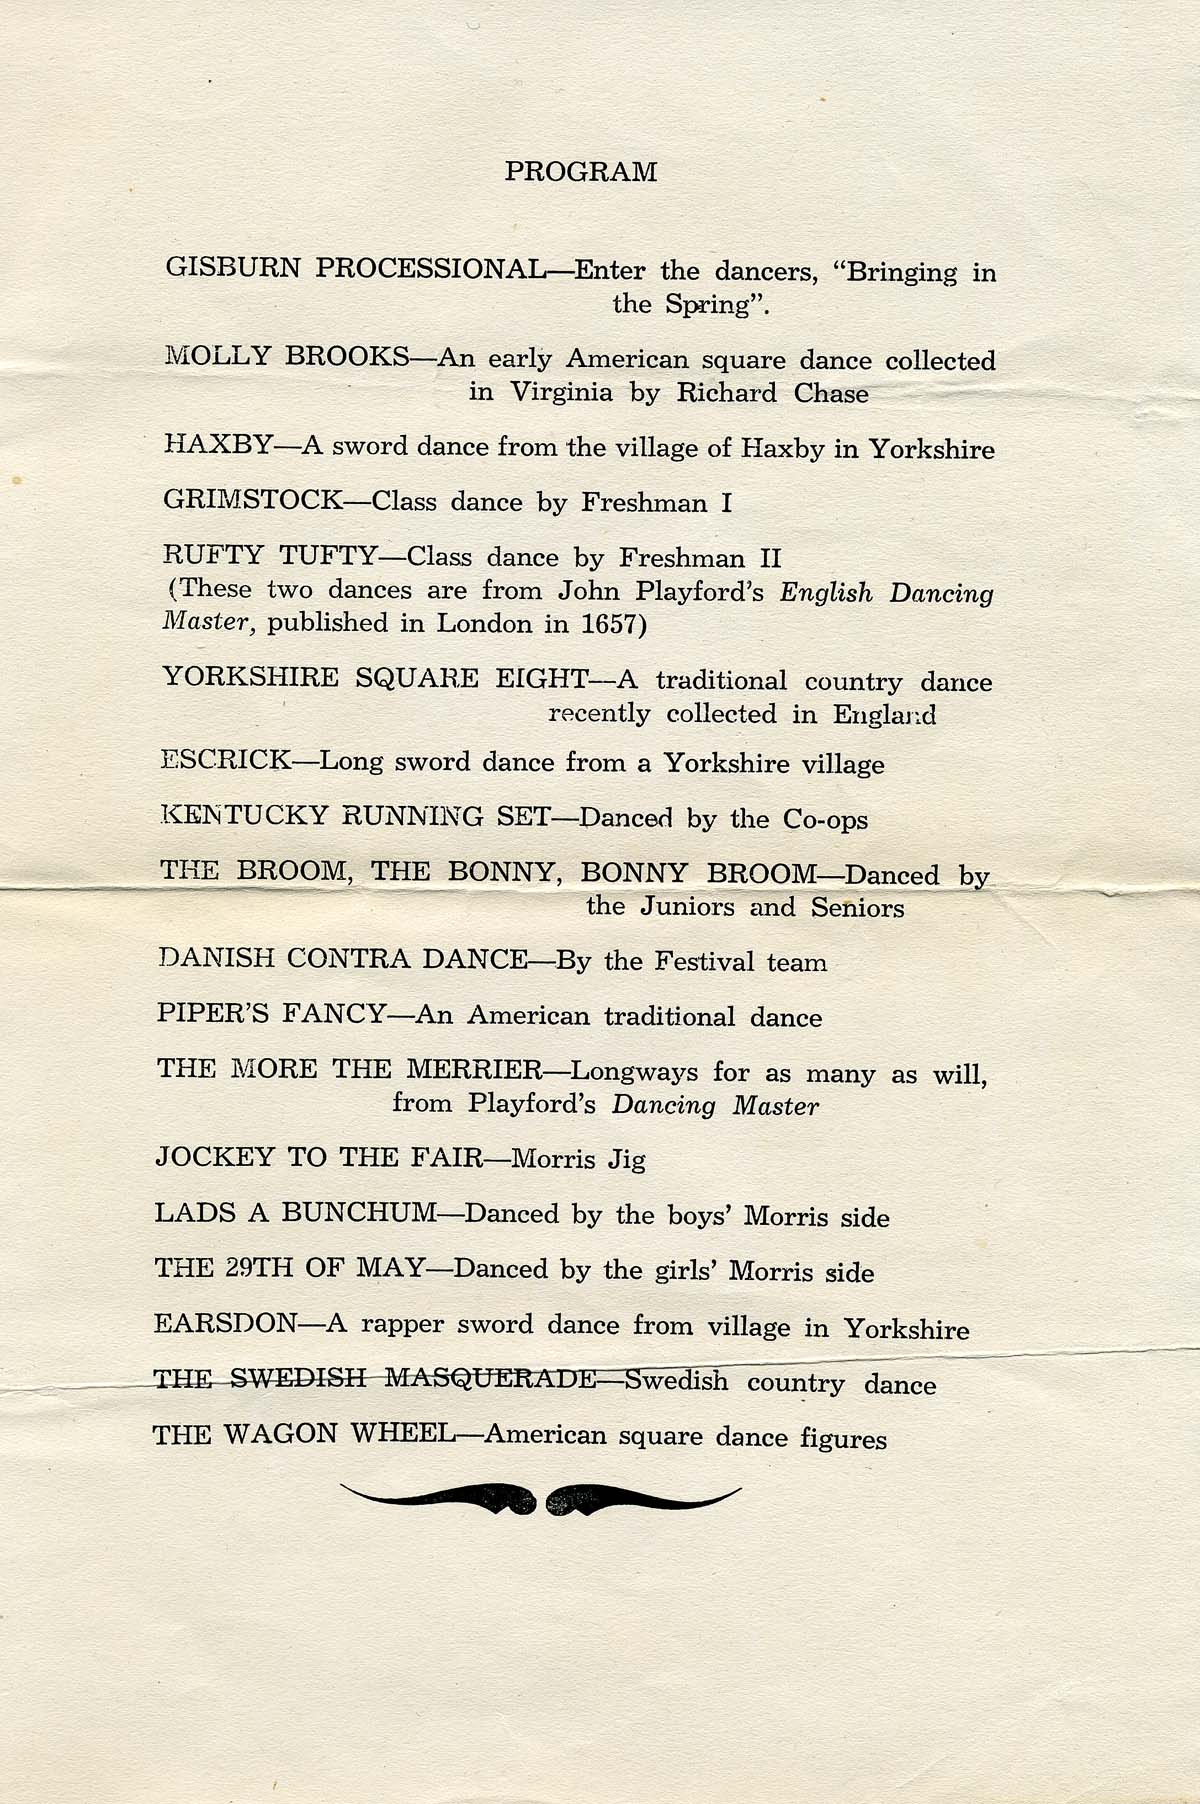 PROGRAM
GISBURN PROCESSIONAL—Enter the dancers, “Bringing in
the Spring”.
MOLLY BROOKS—An early American square dance collected
in Virginia by Richard Chase
HAXBY—A sword dance from the village of Haxby in Yorkshire
GRIMSTOCK—Class dance by Freshman I
RUFTY TUFTY—Class dance by Freshman II
(These two dances are from John Playford’s English Dancing
Master, published in London in 1657)
YORKSHIRE SQUARE EIGHT—A traditional country dance
recently collected in England
ESCRICK—Long sword dance from a Yorkshire village
KENTUCKY RUNNING SET—Danced by the Co-ops
THE BROOM, THE BONNY, BONNY BROOM—Danced by
the Juniors and Seniors
DANISH CONTRA DANCE—By the Festival team
PIPER’S FANCY—An American traditional dance
THE MORE THE MERRIER—Longways for as many as will,
from Playford’s Dancing Master
JOCKEY TO THE FAIR—Morris Jig
LADS A BUNCHUM—Danced by the boys’ Morris side
THE 29TH OF MAY—Danced by the girls’ Morris side
EARSDON—A rapper sword dance from village in Yorkshire
THE SWEDISH MASQUERADE—Swedish country dance
THE WAGON WHEEL—American square dance figures